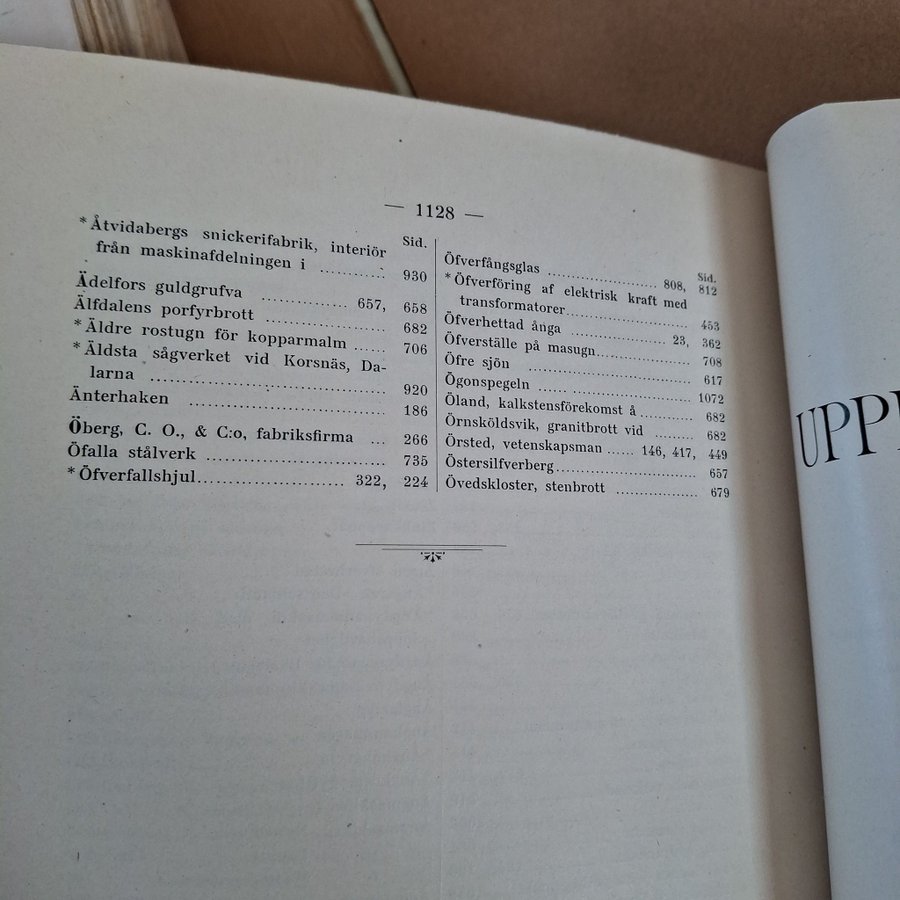 — 1128 —
Sid.
*Åtvidabergs snickerifabrik, interiör
från maskinafdelningen i ............ 930
Ädelfors guldgrufva ............... 657, 658
Älfdalens porfyrbrott .................... 682
*Äldre rostugn för kopparmalm ...... 706
*Äldsta sågverket vid Korsnäs, Da-
larna ........................................ 920
Änterhaken ................................. 186
Öberg, C. O., & C:o, fabriksfirma ... 266
Öfalla stålverk ............................. 735
*Öfverfallshjul......................... 322, 224
Sid.
Öfverfångsglas ...................... 808, 812
*Öfverföring af elektrisk kraft med
transformatorer......................... 453
Öfverhettad ånga .................. 23, 362
Öfverställe på masugn................... 708
Öfre sjön ................................. 617
Ögonspegeln ............................. 1072
Öland, kalkstensförekomst å............ 682
Örnsköldsvik, granitbrott vid ......... 682
Örsted, vetenskapsman ...... 146, 417, 449
Östersilfverberg........................... 657
Övedskloster, stenbrott ................. 679